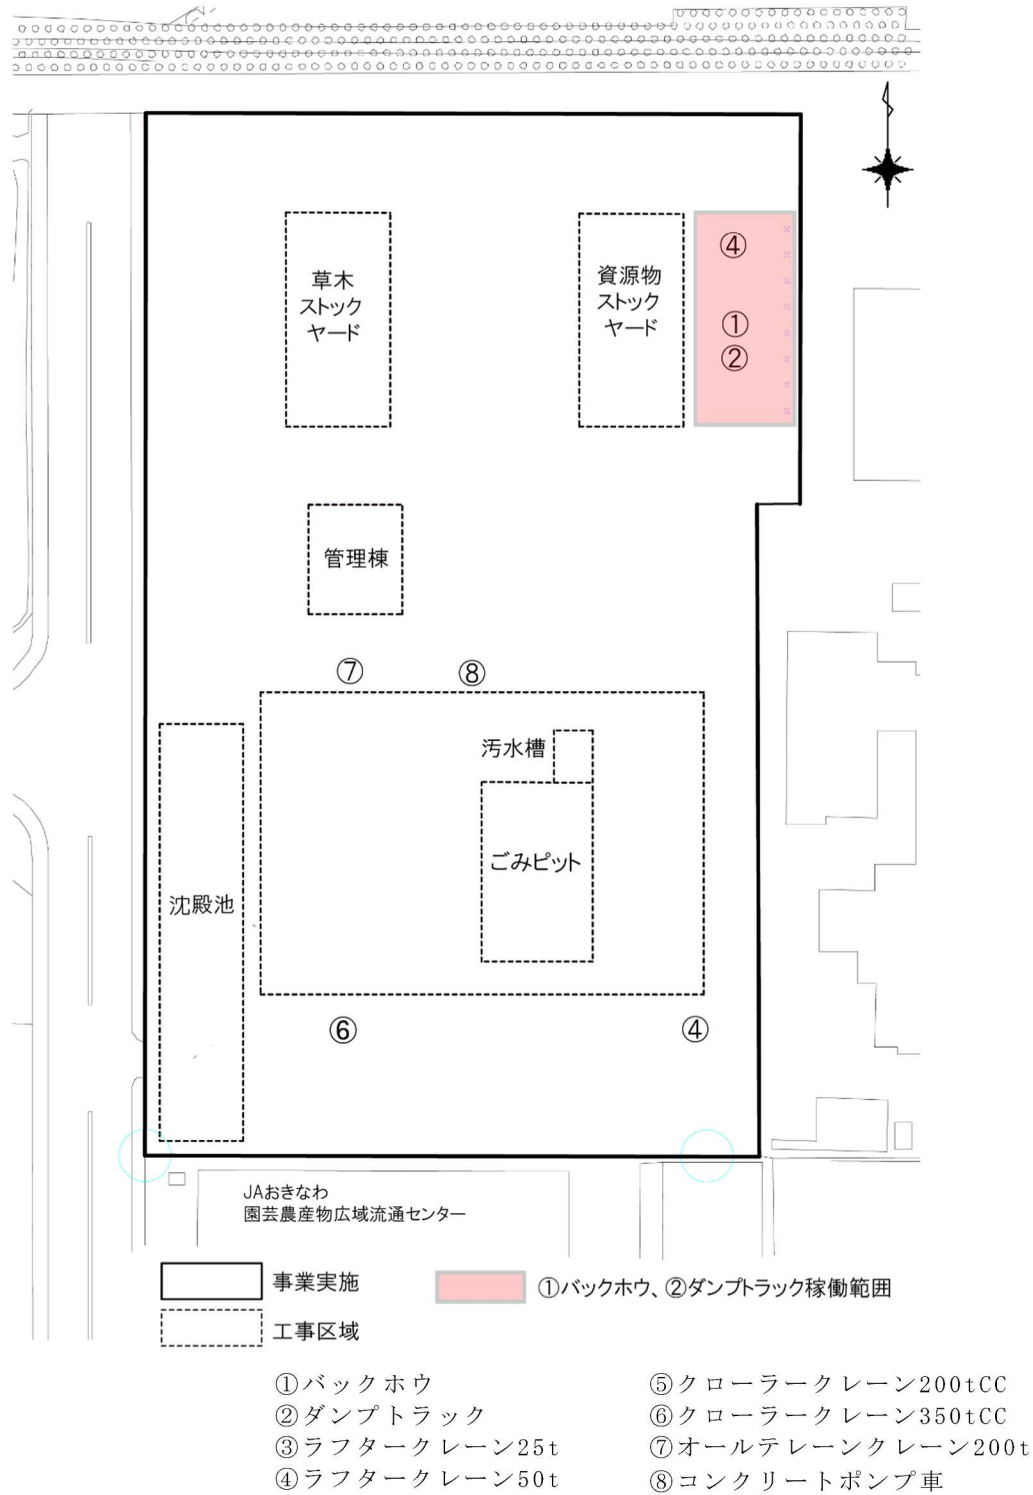 ④
①
②
草木
ストック
ヤード
資源物
ストック
ヤード
管理棟
⑦
⑧
汚水槽
ごみピット
沈殿池
⑥
④
JAおきなわ
園芸農産物広域流通センター
事業実施
①バックホウ、②ダンプトラック稼働範囲
工事区域
①バックホウ
②ダンプトラック
③ラフタークレーン25t
④ラフタークレーン50t
⑤クローラークレーン200tCC
⑥クローラークレーン350tCC
⑦オールテレーンクレーン200t
⑧コンクリートポンプ車